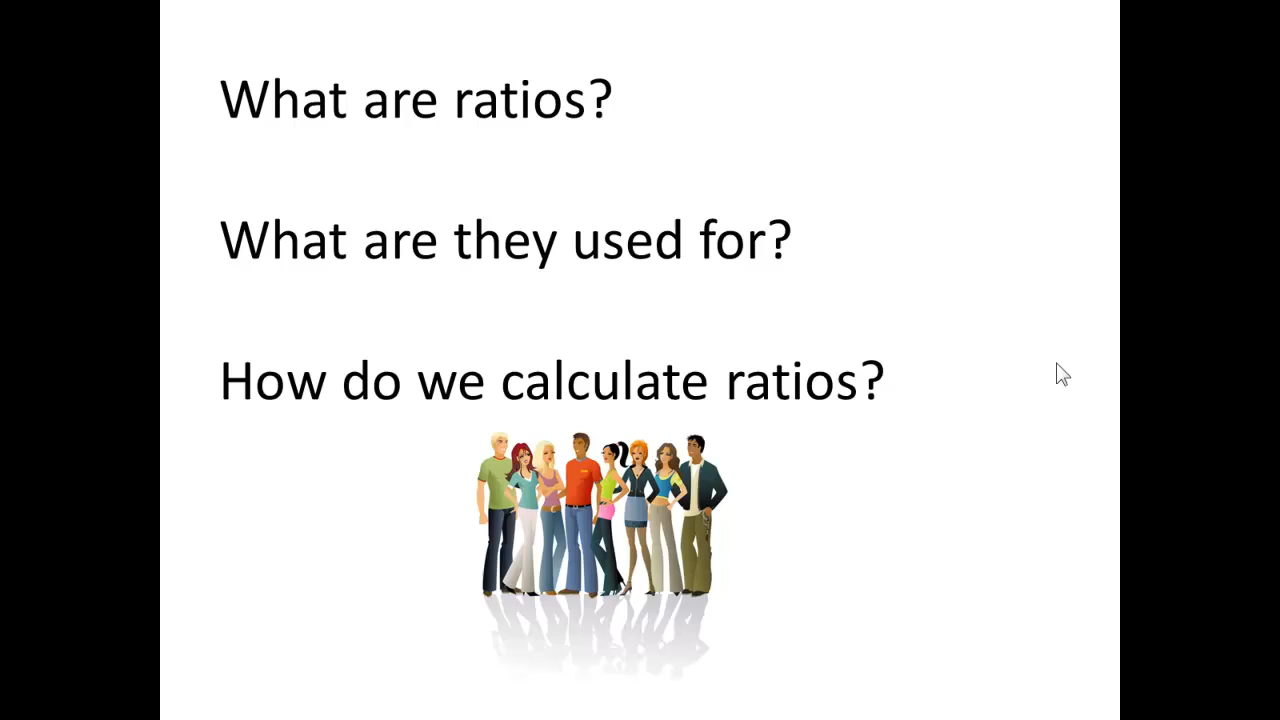 What are ratios?
What are they used for?
How do we calculate ratios?